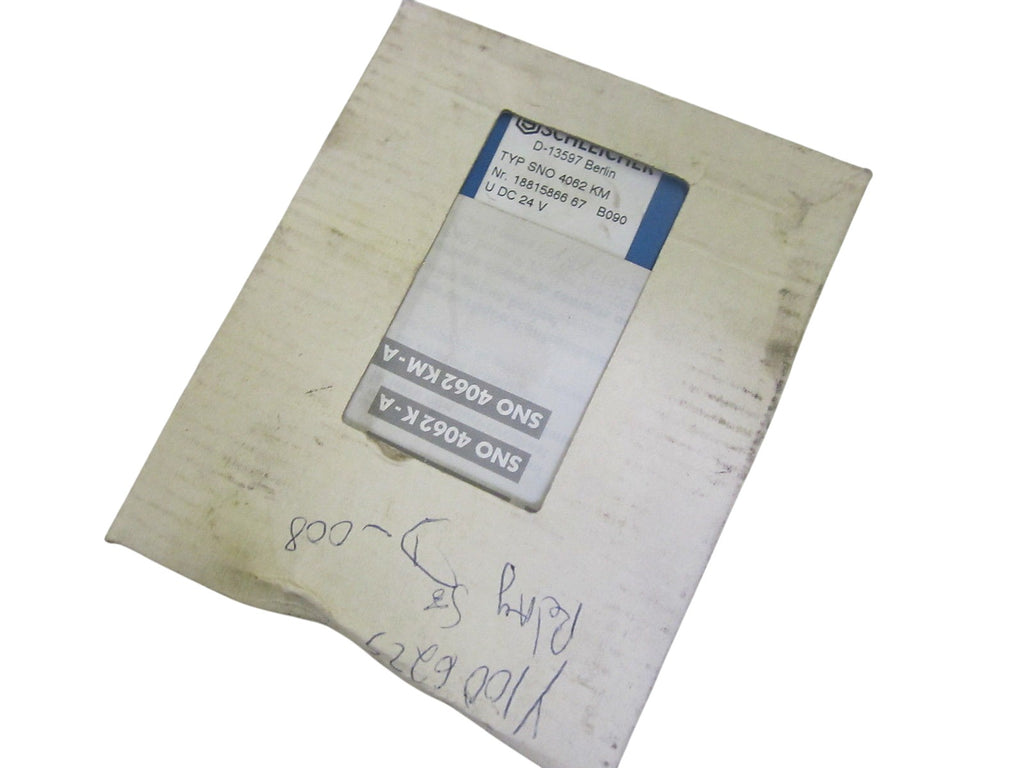 SCHLEICHER
D-13597 Berlin
TYP SNO 4062 KM
Nr. 18815866 67 B090
U DC 24 V
SNO 4062 K-A
SNO 4062 KM-A
Relay
-008